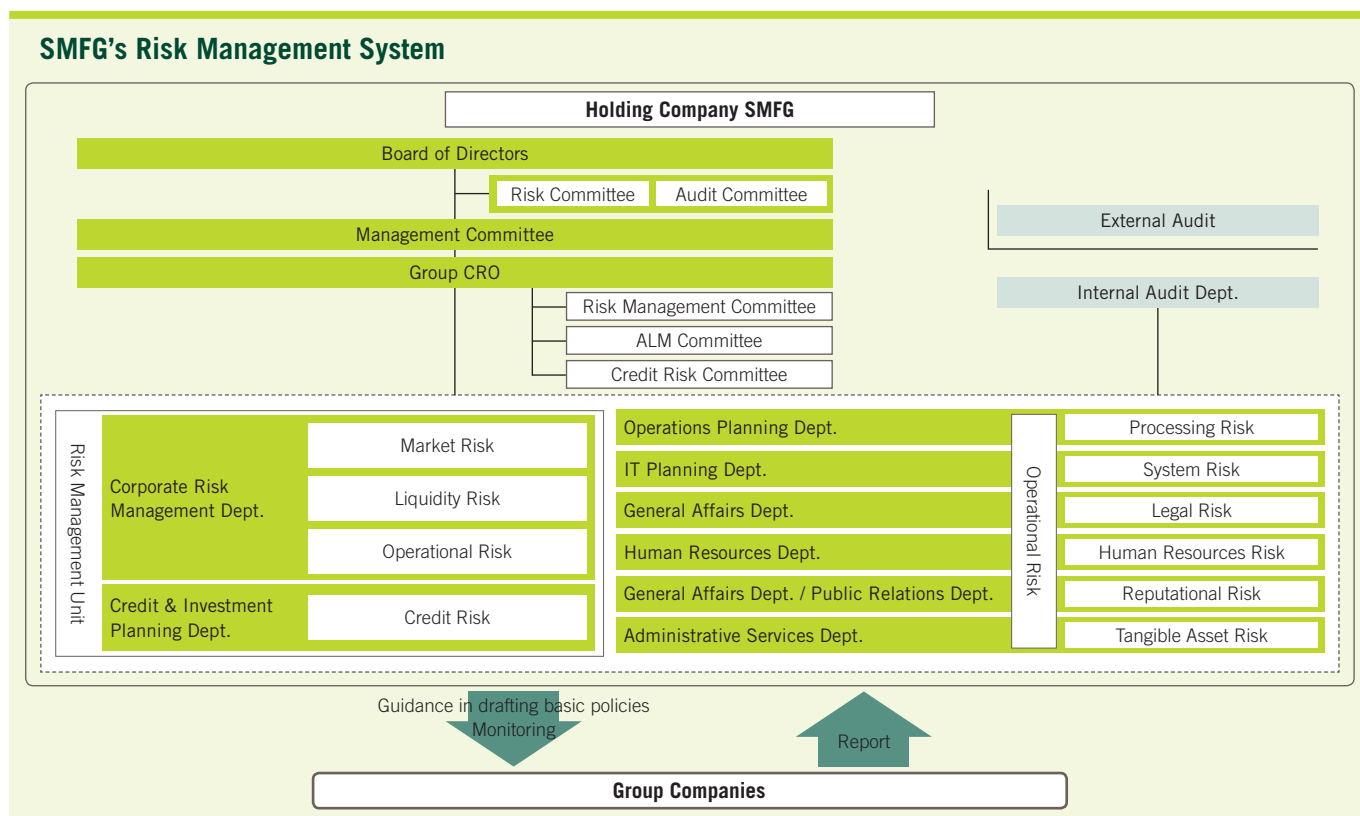 SMFG's Risk Management System
Holding Company SMFG
Board of Directors
Risk Committee
Audit Committee
Management Committee
Group CRO
Risk Management Committee
ALM Committee
Credit Risk Committee
External Audit
Internal Audit Dept.
Risk Management Unit
Corporate Risk
Management Dept.
Market Risk
Liquidity Risk
Operational Risk
Credit & Investment
Planning Dept.
Credit Risk
Operations Planning Dept.
IT Planning Dept.
General Affairs Dept.
Human Resources Dept.
General Affairs Dept. / Public Relations Dept.
Administrative Services Dept.
Operational Risk
Processing Risk
System Risk
Legal Risk
Human Resources Risk
Reputational Risk
Tangible Asset Risk
Guidance in drafting basic policies
Monitoring
Report
Group Companies